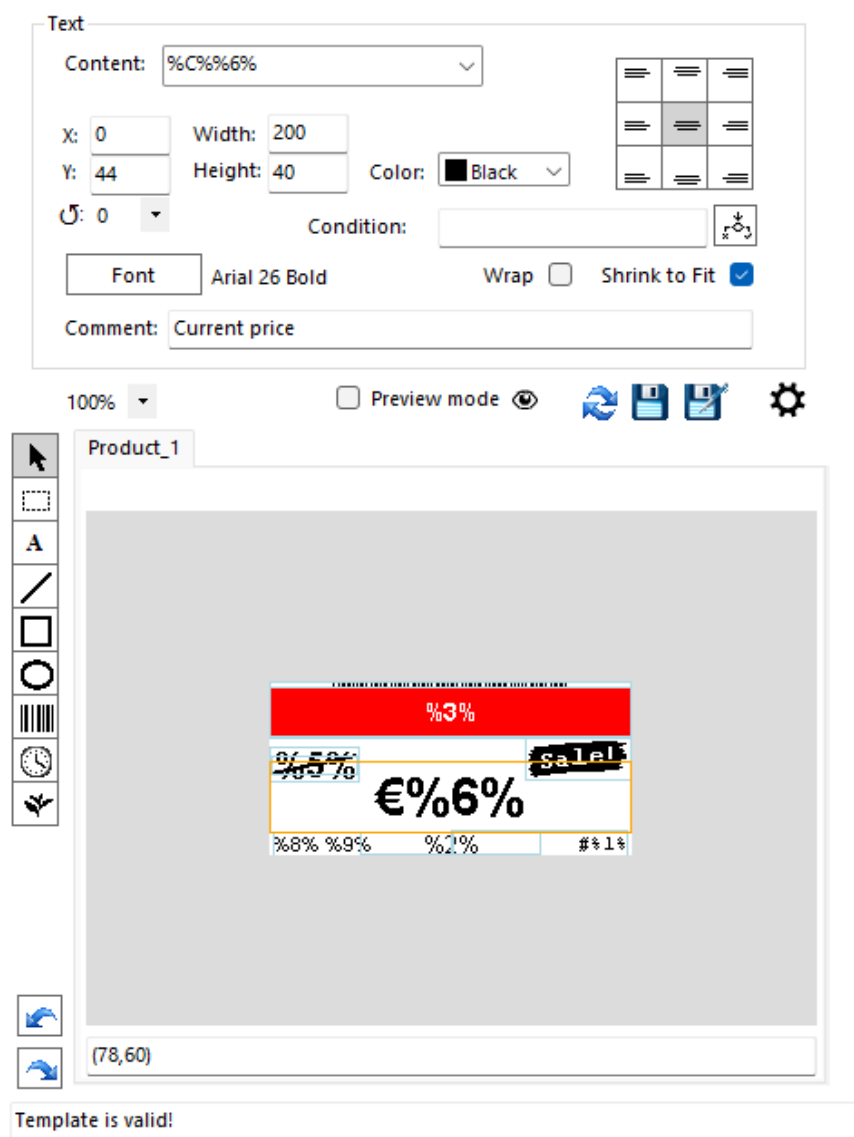 Text
Content: %C%%6%
X: 0 Width: 200
Y: 44 Height: 40 Color: Black
: 0 Condition:
Font Arial 26 Bold Wrap Shrink to Fit
Comment: Current price
100% Preview mode
Product_1
A
%3%
%5% Sale!
€%6%
%8% %9% %2% #%1%
(78,60)
Template is valid!